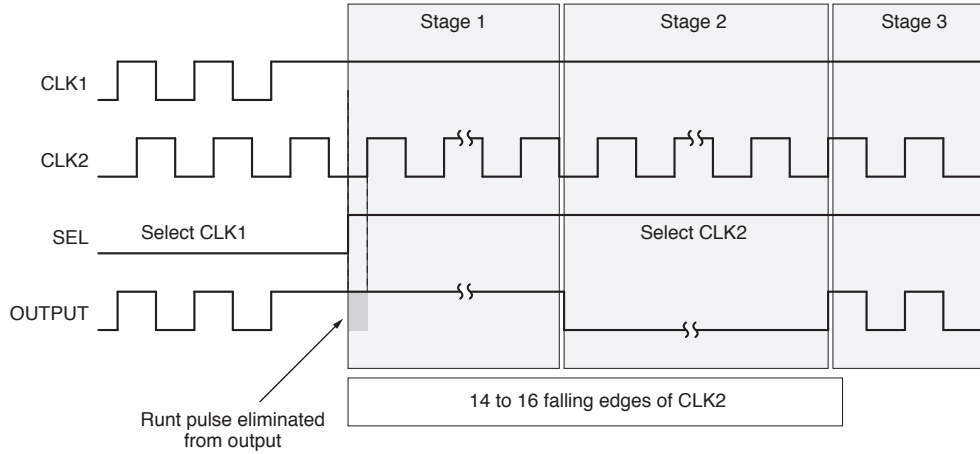 Stage 1
Stage 2
Stage 3
CLK1
CLK2
SEL
Select CLK1
Select CLK2
OUTPUT
14 to 16 falling edges of CLK2
Runt pulse eliminated
from output